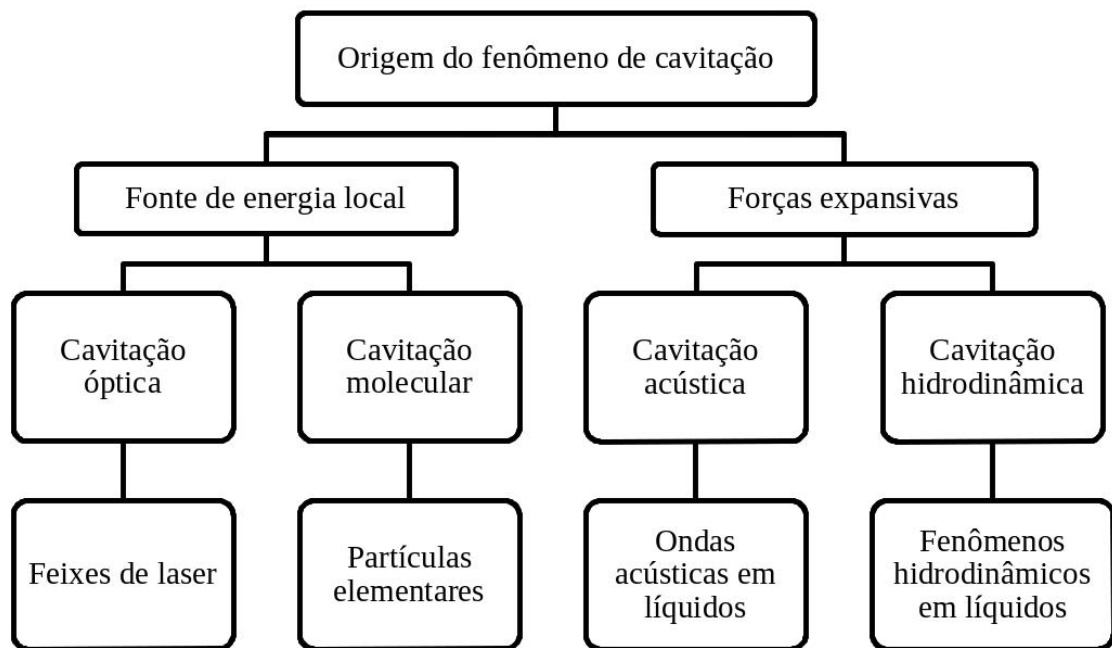 Origem do fenômeno de cavitação
Fonte de energia local
Forças expansivas
Cavitação
óptica
Cavitação
molecular
Cavitação
acústica
Cavitação
hidrodinâmica
Feixes de laser
Partículas
elementares
Ondas
acústicas em
líquidos
Fenômenos
hidrodinâmicos
em líquidos